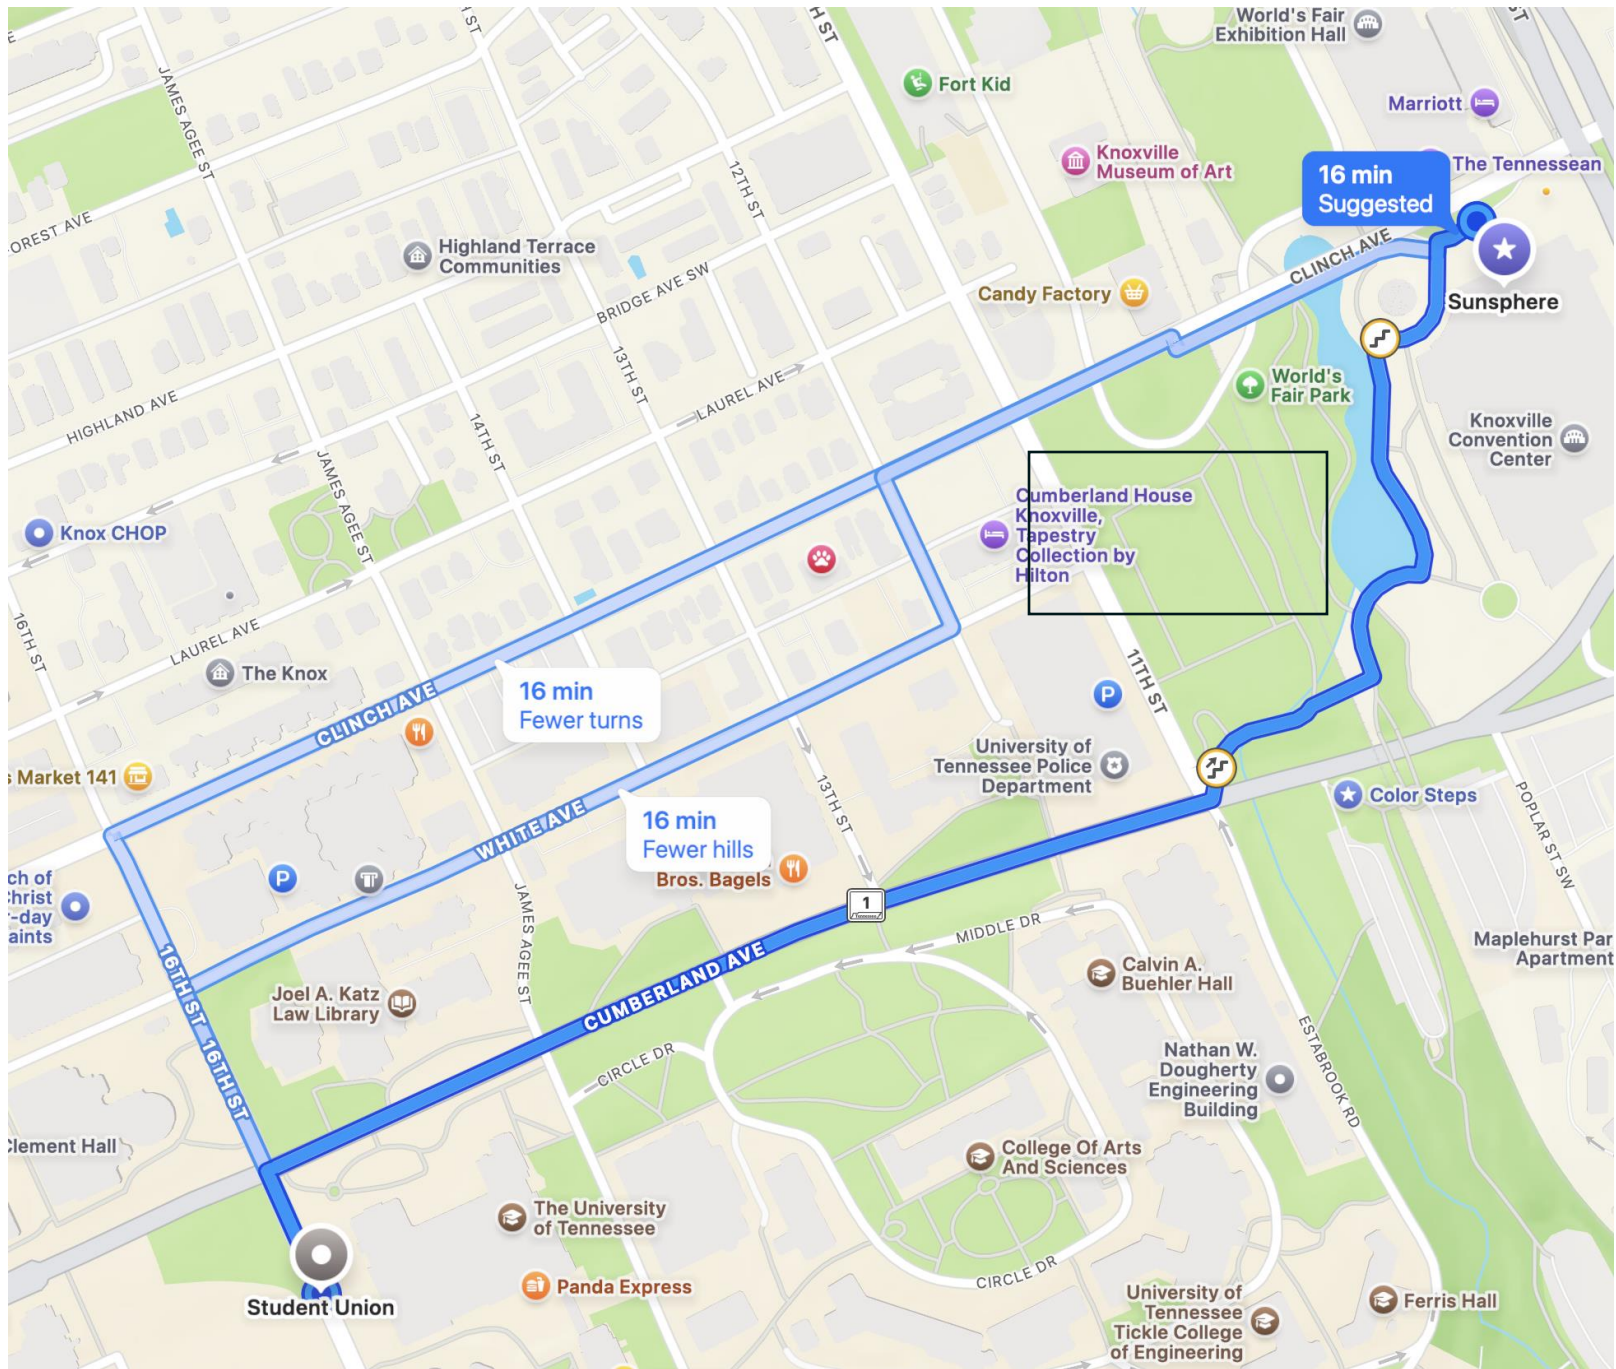 World's Fair
Exhibition Hall
Fort Kid
Marriott
JAMES AGEE ST
Knoxville
Museum of Art
The Tennessean
16 min
Suggested
12TH ST
OREST AVE
Highland Terrace
Communities
CLINCH AVE
BRIDGE AVE SW
Candy Factory
Sunsphere
13TH ST
World's
Fair Park
LAUREL AVE
HIGHLAND AVE
14TH ST
Knoxville
Convention
Center
JAMES AGEE ST
Cumberland House
Knoxville,
Tapestry
Collection by
Hilton
Knox CHOP
16TH ST
LAUREL AVE
The Knox
11TH ST
P
16 min
Fewer turns
CLINCH AVE
University of
Tennessee Police
Department
s Market 141
13TH ST
Color Steps
POPLAR ST SW
16 min
Fewer hills
WHITE AVE
Bros. Bagels
P
ch of
Christ
r-day
aints
1
JAMES AGEE ST
MIDDLE DR
Maplehurst Par
Apartment
CUMBERLAND AVE
Calvin A.
Buehler Hall
16TH ST
Joel A. Katz
Law Library
16TH ST
CIRCLE DR
ESTABROOK RD
Nathan W.
Dougherty
Engineering
Building
Clement Hall
College Of Arts
And Sciences
The University
of Tennessee
CIRCLE DR
Panda Express
Student Union
University of
Tennessee
Tickle College
of Engineering
Ferris Hall